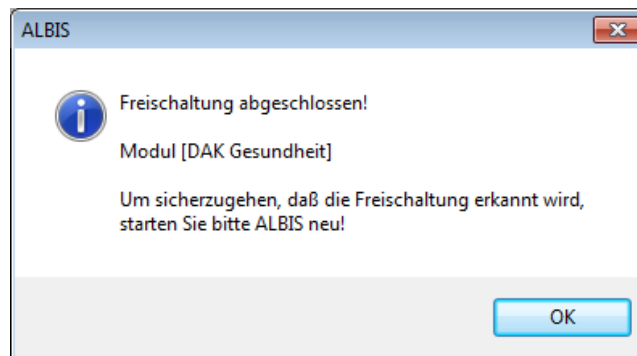 ALBIS
Freischaltung abgeschlossen!
Modul [DAK Gesundheit]
Um sicherzugehen, daß die Freischaltung erkannt wird,
starten Sie bitte ALBIS neu!
OK